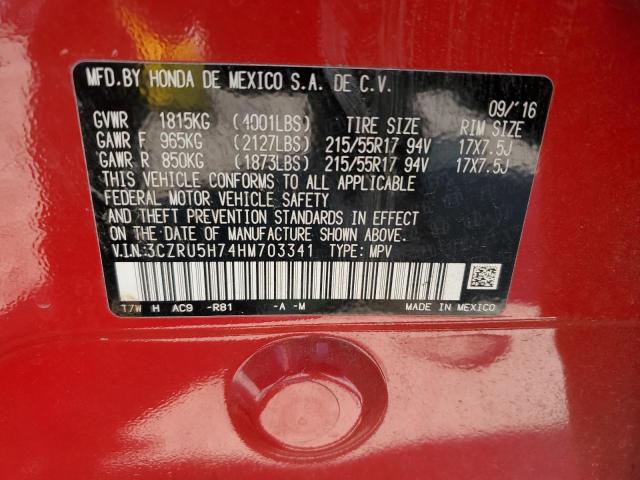 MFD.BY HONDA DE MEXICO S.A. DE C.V.
09/'16
GVWR 1815KG (4001LBS) TIRE SIZE RIM SIZE
GAWR F 965KG (2127LBS) 215/55R17 94V 17X7.5J
GAWR R 850KG (1873LBS) 215/55R17 94V 17X7.5J
THIS VEHICLE CONFORMS TO ALL APPLICABLE
FEDERAL MOTOR VEHICLE SAFETY
AND THEFT PREVENTION STANDARDS IN EFFECT
ON THE DATE OF MANUFACTURE SHOWN ABOVE.
V.I.N:3CZRU5H74HM703341 TYPE: MPV
T7W H AC9 -R81 -A -M MADE IN MEXICO